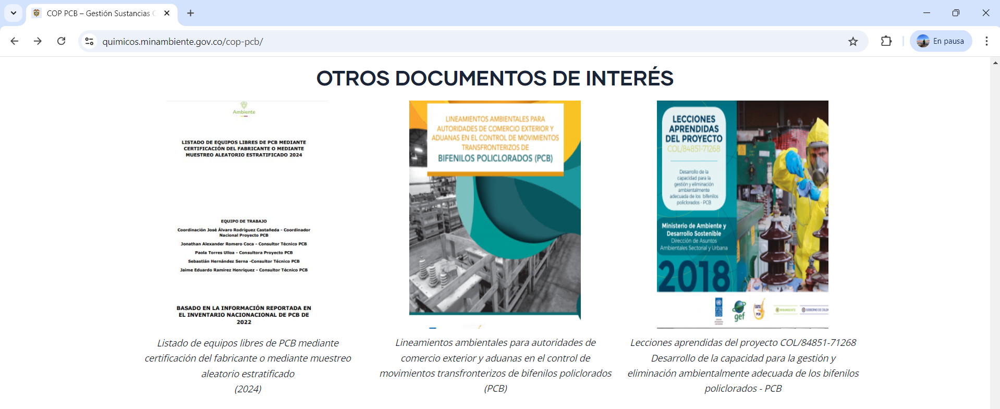 COP PCB – Gestión Sustancias
quimicos.minambiente.gov.co/cop-pcb/
En pausa
OTROS DOCUMENTOS DE INTERÉS
Ambiente
LISTADO DE EQUIPOS LIBRES DE PCB MEDIANTE
CERTIFICACIÓN DEL FABRICANTE O MEDIANTE
MUESTREO ALEATORIO ESTRATIFICADO 2024
EQUIPO DE TRABAJO
Coordinación José Álvaro Rodríguez Castañeda - Coordinador
Nacional Proyecto PCB
Jonathan Alexander Romero Coca - Consultor Técnico PCB
Paola Torres Ulloa - Consultora Proyecto PCB
Sebastián Hernández Serna -Consultor Técnico PCB
Jaime Eduardo Ramírez Henríquez - Consultor Técnico PCB
BASADO EN LA INFORMACIÓN REPORTADA EN
EL INVENTARIO NACIONACIONAL DE PCB DE
2022
Listado de equipos libres de PCB mediante
certificación del fabricante o mediante muestreo
aleatorio estratificado
(2024)
LINEAMIENTOS AMBIENTALES PARA
AUTORIDADES DE COMERCIO EXTERIOR Y
ADUANAS EN EL CONTROL DE MOVIMIENTOS
TRANSFRONTERIZOS DE
BIFENILOS POLICLORADOS (PCB)
Lineamientos ambientales para autoridades de
comercio exterior y aduanas en el control de
movimientos transfronterizos de bifenilos policlorados
(PCB)
LECCIONES
APRENDIDAS
DEL PROYECTO
COL/84851-71268
Desarrollo de la
capacidad para la
gestión y eliminación
ambientalmente
adecuada de los bifenilos
policlorados - PCB
Ministerio de Ambiente y
Desarrollo Sostenible
Dirección de Asuntos
Ambientales Sectorial y Urbana
2018
PNUD
gef
PCB
MINAMBIENTE
GOBIERNO DE COLOM
Lecciones aprendidas del proyecto COL/84851-71268
Desarrollo de la capacidad para la gestión y
eliminación ambientalmente adecuada de los bifenilos
policlorados - PCB